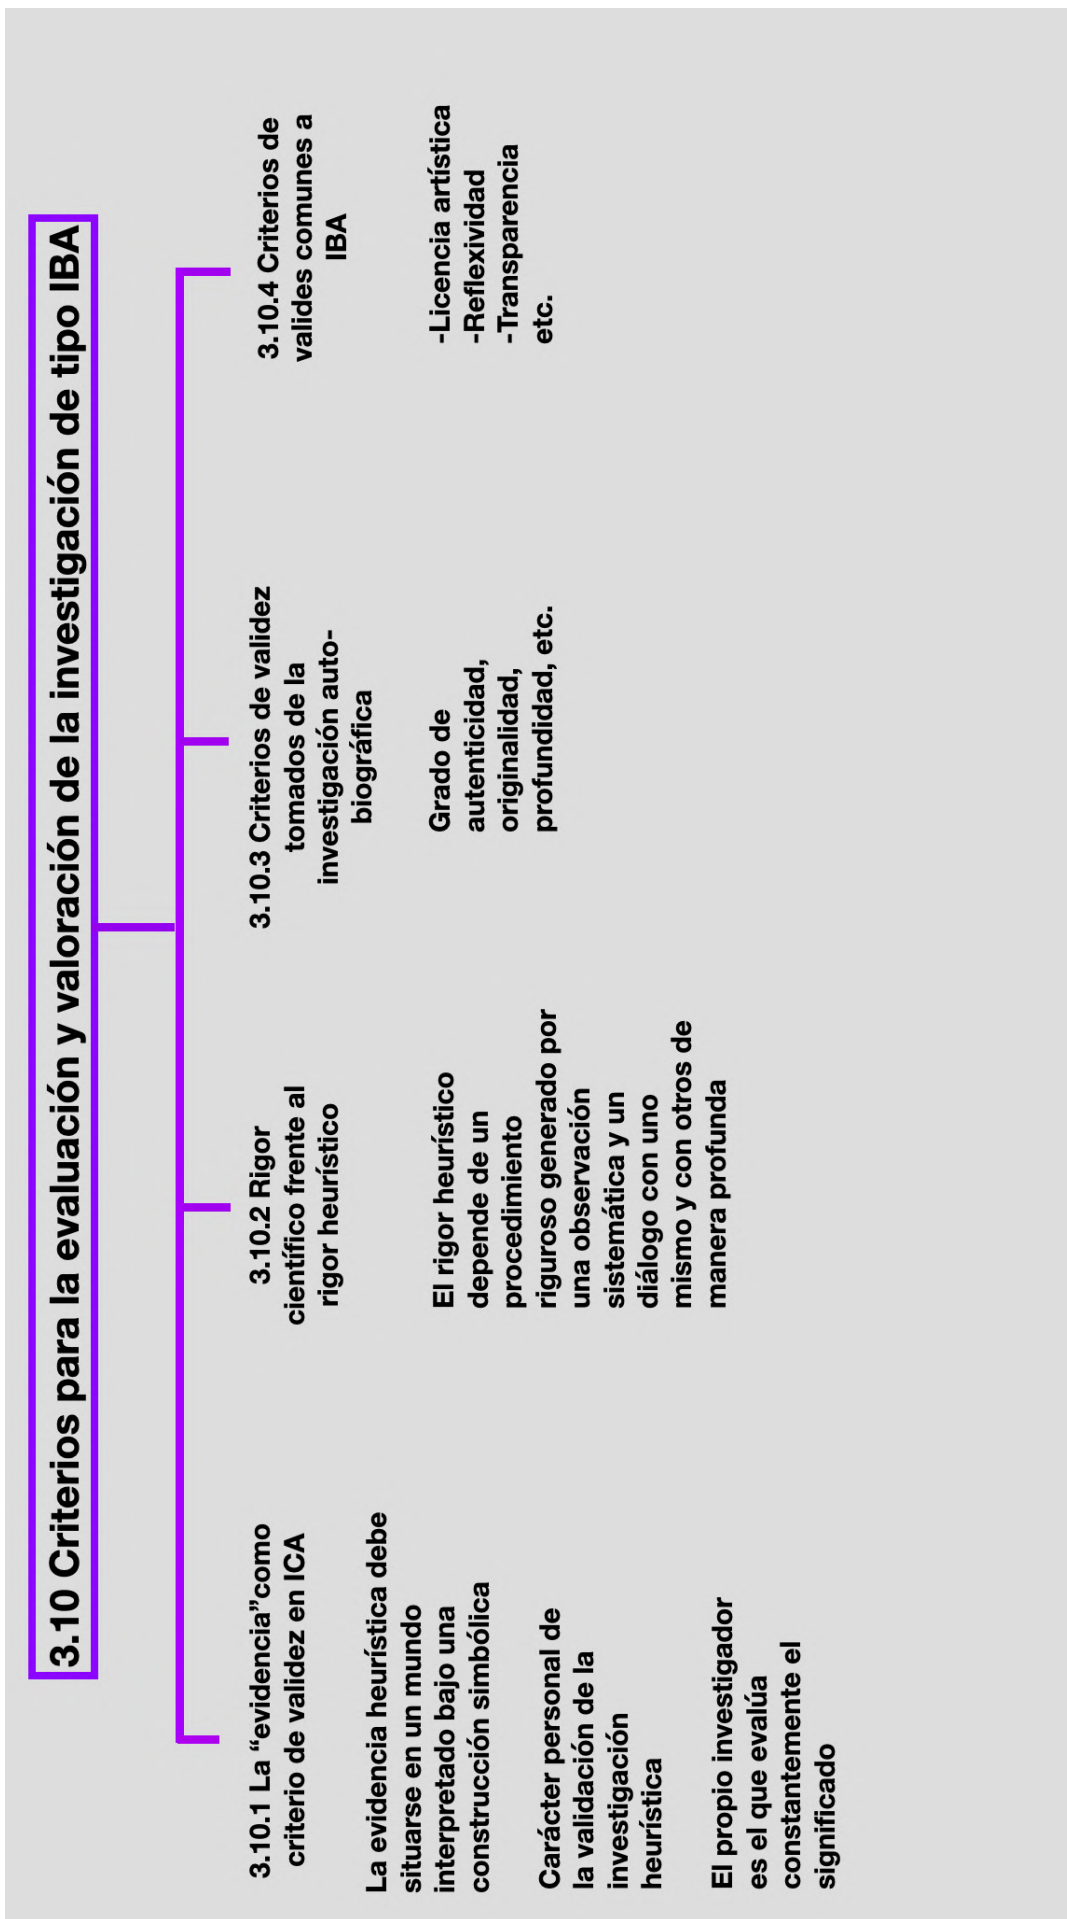 3.10 Criterios para la evaluación y valoración de la investigación de tipo IBA
3.10.1 La “evidencia”como
criterio de validez en ICA
La evidencia heurística debe
situarse en un mundo
interpretado bajo una
construcción simbólica
Carácter personal de
la validación de la
investigación
heurística
El propio investigador
es el que evalúa
constantemente el
significado
3.10.2 Rigor
científico frente al
rigor heurístico
El rigor heurístico
depende de un
procedimiento
riguroso generado por
una observación
sistemática y un
diálogo con uno
mismo y con otros de
manera profunda
3.10.3 Criterios de validez
tomados de la
investigación auto-
biográfica
Grado de
autenticidad,
originalidad,
profundidad, etc.
3.10.4 Criterios de
valides comunes a
IBA
-Licencia artística
-Reflexividad
-Transparencia
etc.